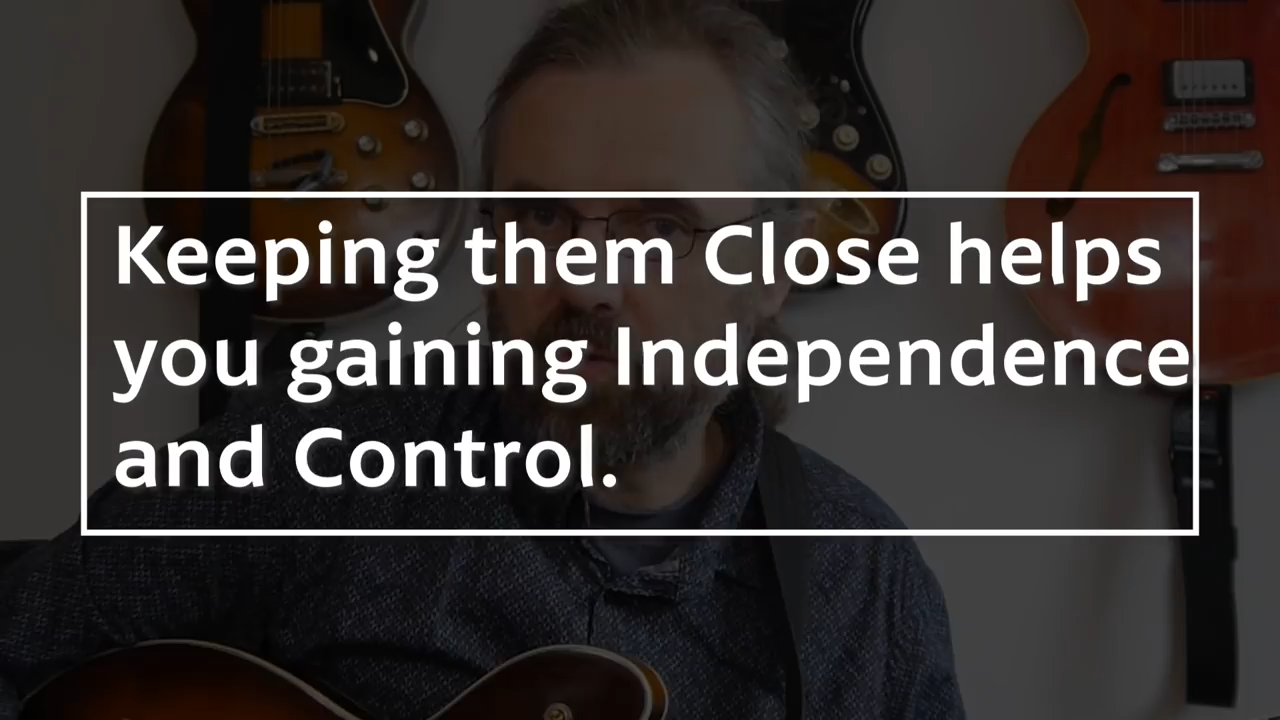 Keeping them Close helps
you gaining Independence
and Control.